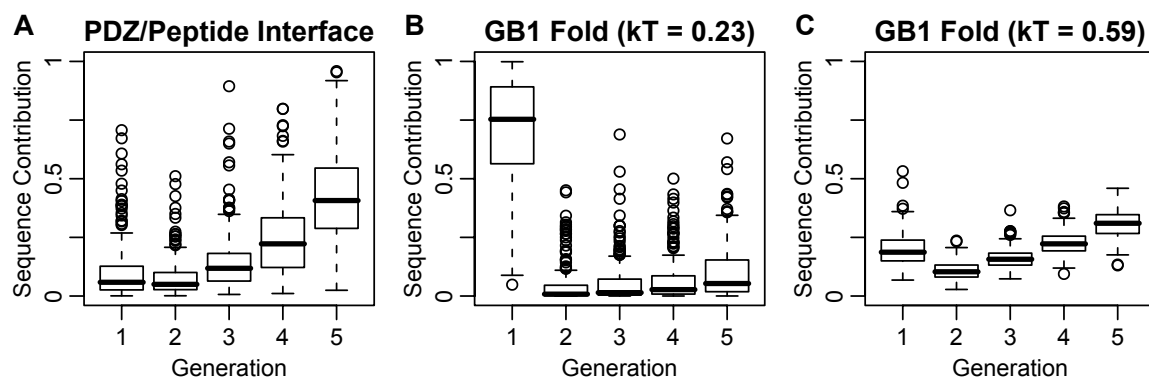 A PDZ/Peptide Interface
Sequence Contribution
1
0.5
0
1 2 3 4 5
Generation
B GB1 Fold (kT = 0.23)
Sequence Contribution
1
0.5
0
1 2 3 4 5
Generation
C GB1 Fold (kT = 0.59)
Sequence Contribution
1
0.5
0
1 2 3 4 5
Generation